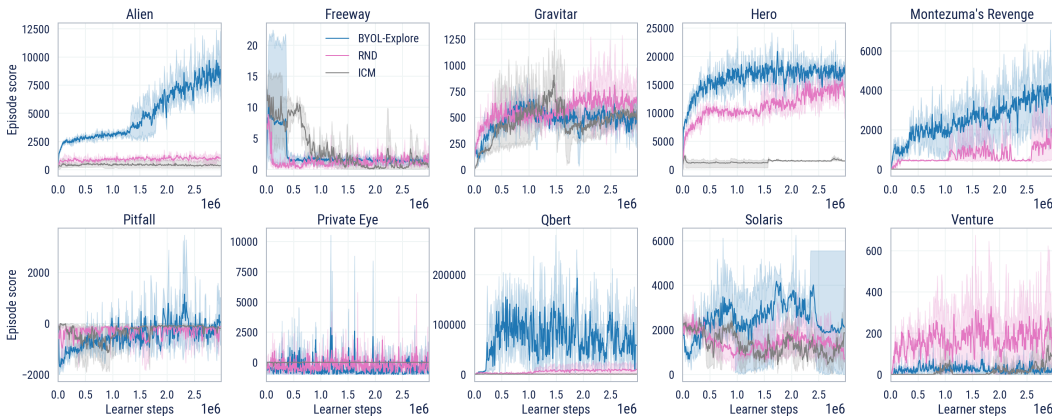 Alien
Freeway
Gravitar
Hero
Montezuma's Revenge
Episode score
12500
10000
7500
5000
2500
0
0.0 0.5 1.0 1.5 2.0 2.5
1e6
20
15
10
5
0
BYOL-Explore
RND
ICM
0.0 0.5 1.0 1.5 2.0 2.5
1e6
1250
1000
750
500
250
0
0.0 0.5 1.0 1.5 2.0 2.5
1e6
25000
20000
15000
10000
5000
0
0.0 0.5 1.0 1.5 2.0 2.5
1e6
6000
4000
2000
0
0.0 0.5 1.0 1.5 2.0 2.5
1e6
Pitfall
Private Eye
Qbert
Solaris
Venture
Episode score
2000
0
−2000
0.0 0.5 1.0 1.5 2.0 2.5
Learner steps 1e6
10000
7500
5000
2500
0
0.0 0.5 1.0 1.5 2.0 2.5
Learner steps 1e6
200000
100000
0
0.0 0.5 1.0 1.5 2.0 2.5
Learner steps 1e6
6000
4000
2000
0
0.0 0.5 1.0 1.5 2.0 2.5
Learner steps 1e6
600
400
200
0
0.0 0.5 1.0 1.5 2.0 2.5
Learner steps 1e6